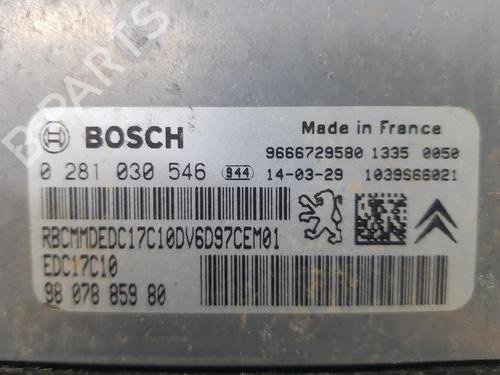 B PARTS
BOSCH
Made in France
9666729580 1335 0050
0 281 030 546 944 14-03-29 1039S66021
RBCMMDEDC17C10DV6D97CEM01
EDC17C10
98 078 859 80